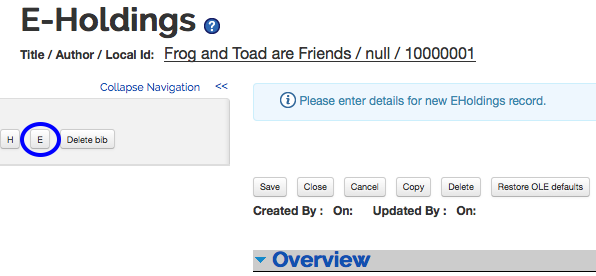 E-Holdings ?
Title / Author / Local Id: Frog and Toad are Friends / null / 10000001
Collapse Navigation <<
i Please enter details for new EHoldings record.
H E Delete bib
Save Close Cancel Copy Delete Restore OLE defaults
Created By : On: Updated By : On:
Overview